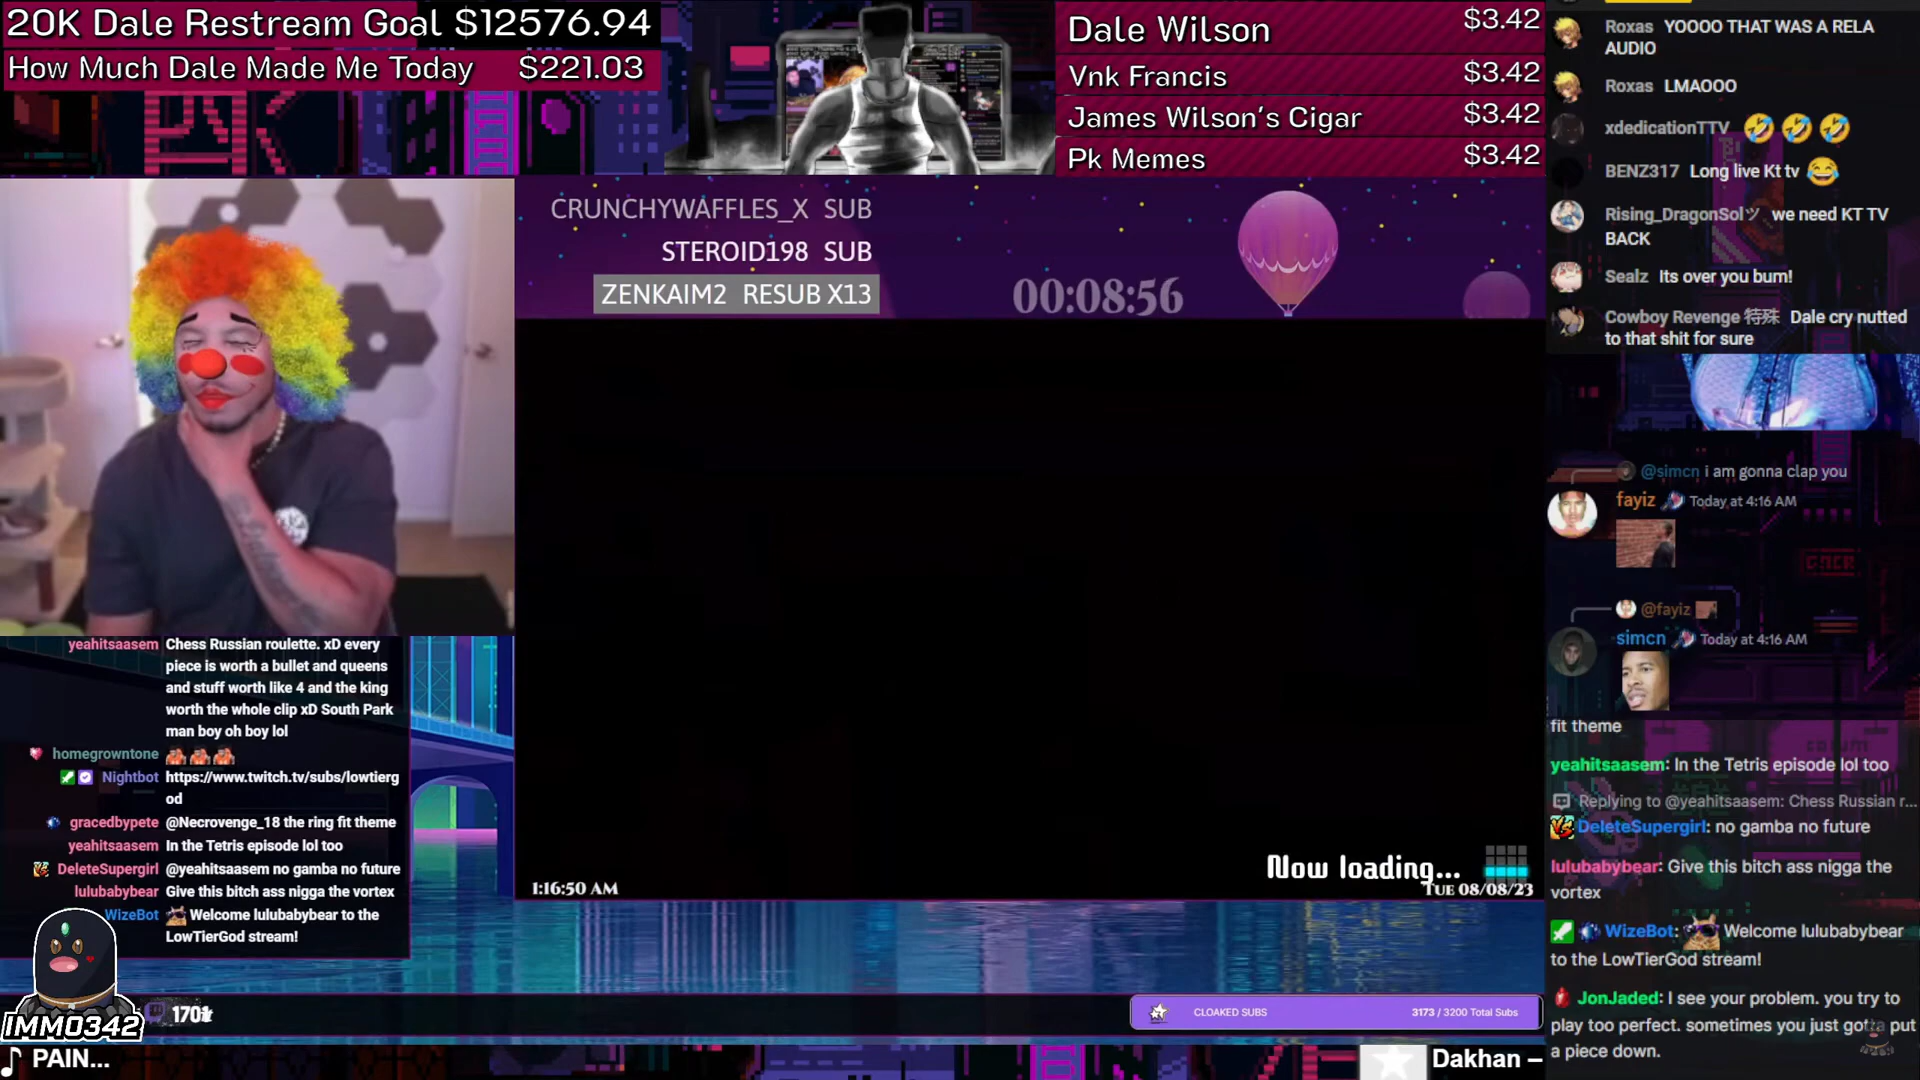 20K Dale Restream Goal $12576.94
How Much Dale Made Me Today $221.03
Dale Wilson $3.42
Vnk Francis $3.42
James Wilson's Cigar $3.42
Pk Memes $3.42
CRUNCHYWAFFLES_X SUB
STEROID198 SUB
ZENKAIM2 RESUB X13
00:08:56
Now loading...
1:16:50 AM
TUE 08/08/23
yeahitsaasem Chess Russian roulette. xD every
piece is worth a bullet and queens
and stuff worth like 4 and the king
worth the whole clip xD South Park
man boy oh boy lol
homegrowntone
Nightbot https://www.twitch.tv/subs/lowtierg
od
gracedbypete @Necrovenge_18 the ring fit theme
yeahitsaasem In the Tetris episode lol too
DeleteSupergirl @yeahitsaasem no gamba no future
lulubabybear Give this bitch ass nigga the vortex
WizeBot Welcome lulubabybear to the
LowTierGod stream!
IMMO342
CLOAKED SUBS 3173 / 3200 Total Subs
PAIN...
Dakhan –
Roxas YOOOO THAT WAS A RELA
AUDIO
Roxas LMAOOO
xdedicationTTV 🤣 🤣 🤣
BENZ317 Long live Kt tv 😂
Rising_DragonSolツ we need KT TV
BACK
Sealz Its over you bum!
Cowboy Revenge 特殊 Dale cry nutted
to that shit for sure
@simcn i am gonna clap you
fayiz Today at 4:16 AM
@fayiz
simcn Today at 4:16 AM
fit theme
yeahitsaasem: In the Tetris episode lol too
Replying to @yeahitsaasem: Chess Russian r...
DeleteSupergirl: no gamba no future
lulubabybear: Give this bitch ass nigga the
vortex
WizeBot: Welcome lulubabybear
to the LowTierGod stream!
JonJaded: I see your problem. you try to
play too perfect. sometimes you just gotta put
a piece down.